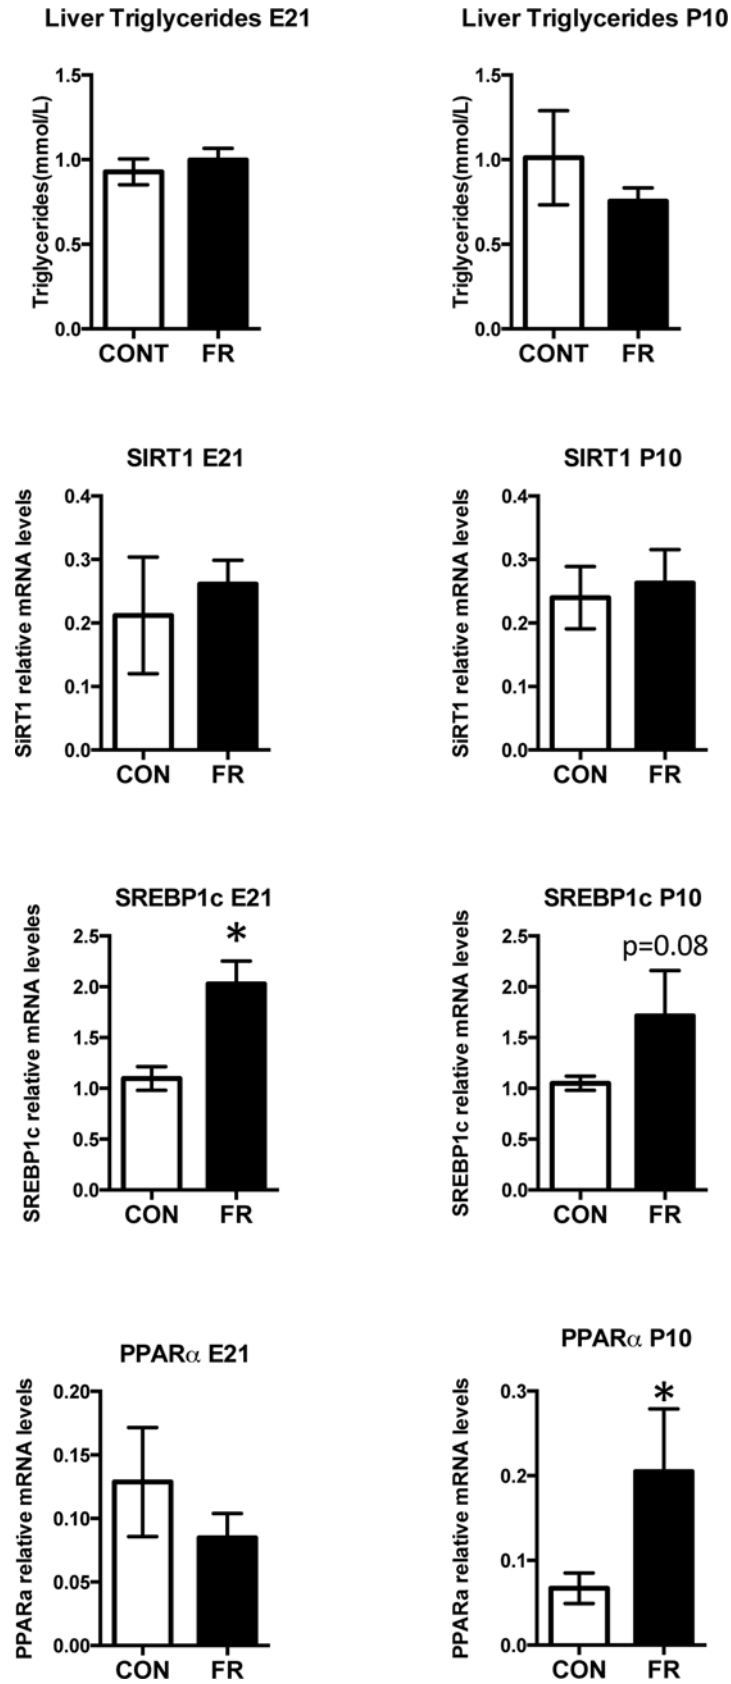 Liver Triglycerides E21
Triglycerides(mmol/L)
1.5
1.0
0.5
0.0
CONT FR
Liver Triglycerides P10
Triglycerides(mmol/L)
1.5
1.0
0.5
0.0
CONT FR
SIRT1 E21
SiRT1 relative mRNA levels
0.4
0.3
0.2
0.1
0.0
CON FR
SIRT1 P10
SiRT1 relative mRNA levels
0.4
0.3
0.2
0.1
0.0
CON FR
SREBP1c E21
SREBP1c relative mRNA leveles
2.5
2.0
1.5
1.0
0.5
0.0
*
CON FR
SREBP1c P10
SREBP1c relative mRNA levels
2.5
2.0
1.5
1.0
0.5
0.0
p=0.08
CON FR
PPARα E21
PPARa relative mRNA levels
0.20
0.15
0.10
0.05
0.00
CON FR
PPARα P10
PPARa relative mRNA levels
0.3
0.2
0.1
0.0
*
CON FR